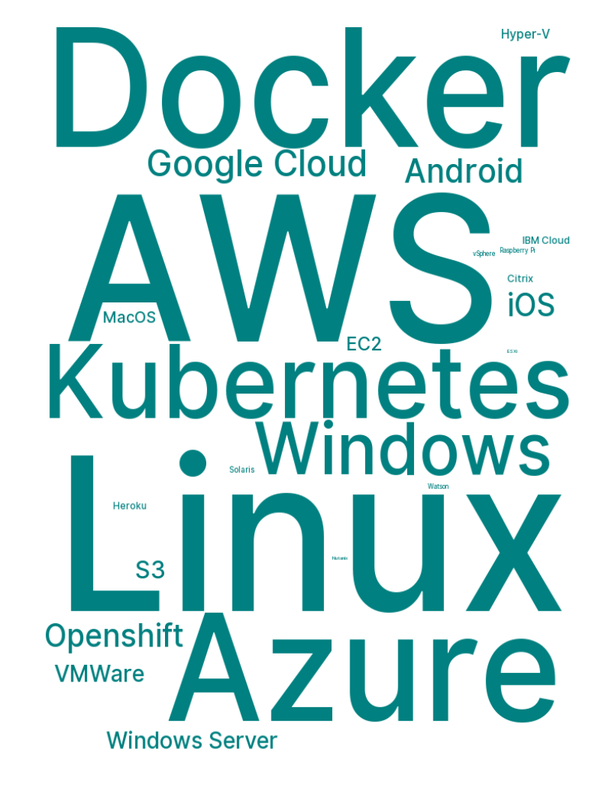 Docker
Hyper-V
Google Cloud
Android
AWS
IBM Cloud
vSphere
Raspberry Pi
Citrix
iOS
MacOS
EC2
Kubernetes
Windows
Solaris
Linux
Watson
Heroku
S3
Openshift
Azure
VMWare
Windows Server